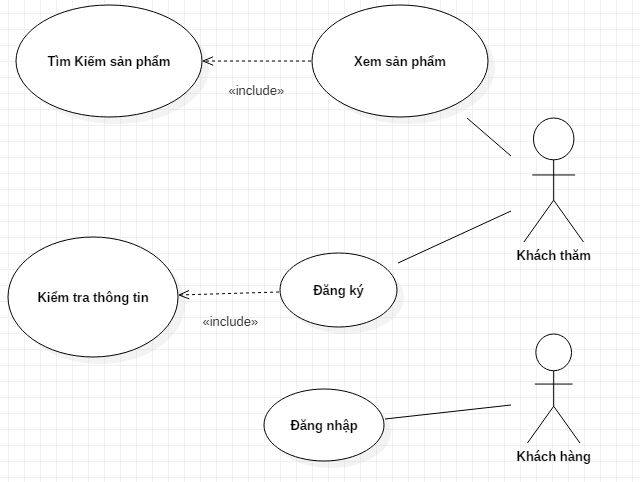 Tìm Kiếm sản phẩm
Xem sản phẩm
«include»
Khách thăm
Kiểm tra thông tin
Đăng ký
«include»
Đăng nhập
Khách hàng